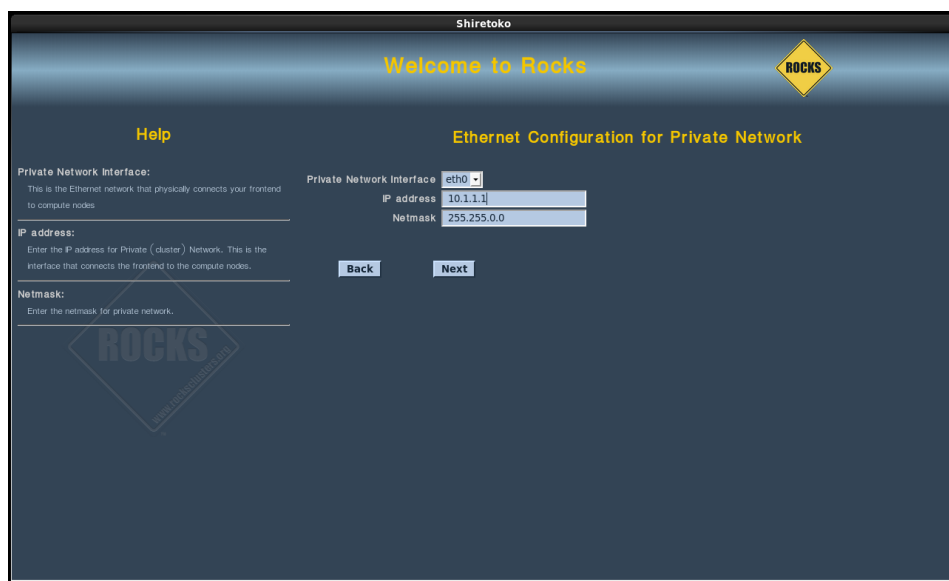 Shiretoko
Welcome to Rocks
ROCKS
Help
Private Network Interface:
This is the Ethernet network that physically connects your frontend
to compute nodes
IP address:
Enter the IP address for Private (cluster) Network. This is the
interface that connects the frontend to the compute nodes.
Netmask:
Enter the netmask for private network.
ROCKS
www.rocksclusters.org
Ethernet Configuration for Private Network
Private Network Interface eth0
IP address 10.1.1.1
Netmask 255.255.0.0
Back Next